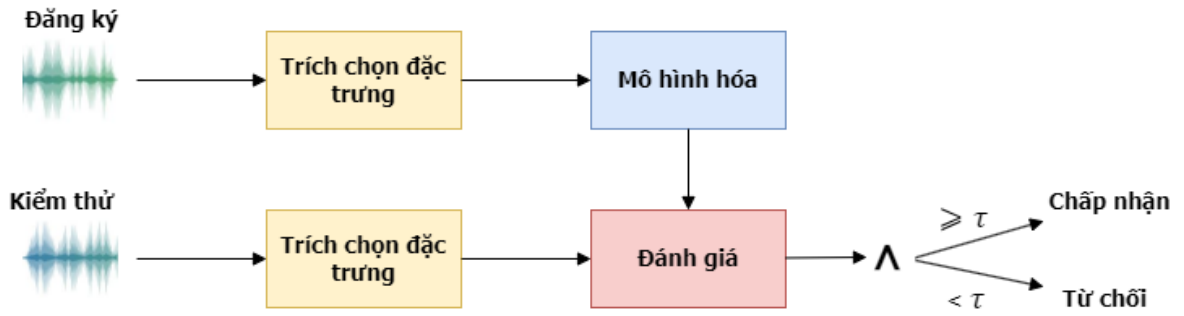 Đăng ký
Trích chọn đặc
trưng
Mô hình hóa
Kiểm thử
Trích chọn đặc
trưng
Đánh giá
Λ
⩾ τ
< τ
Chấp nhận
Từ chối